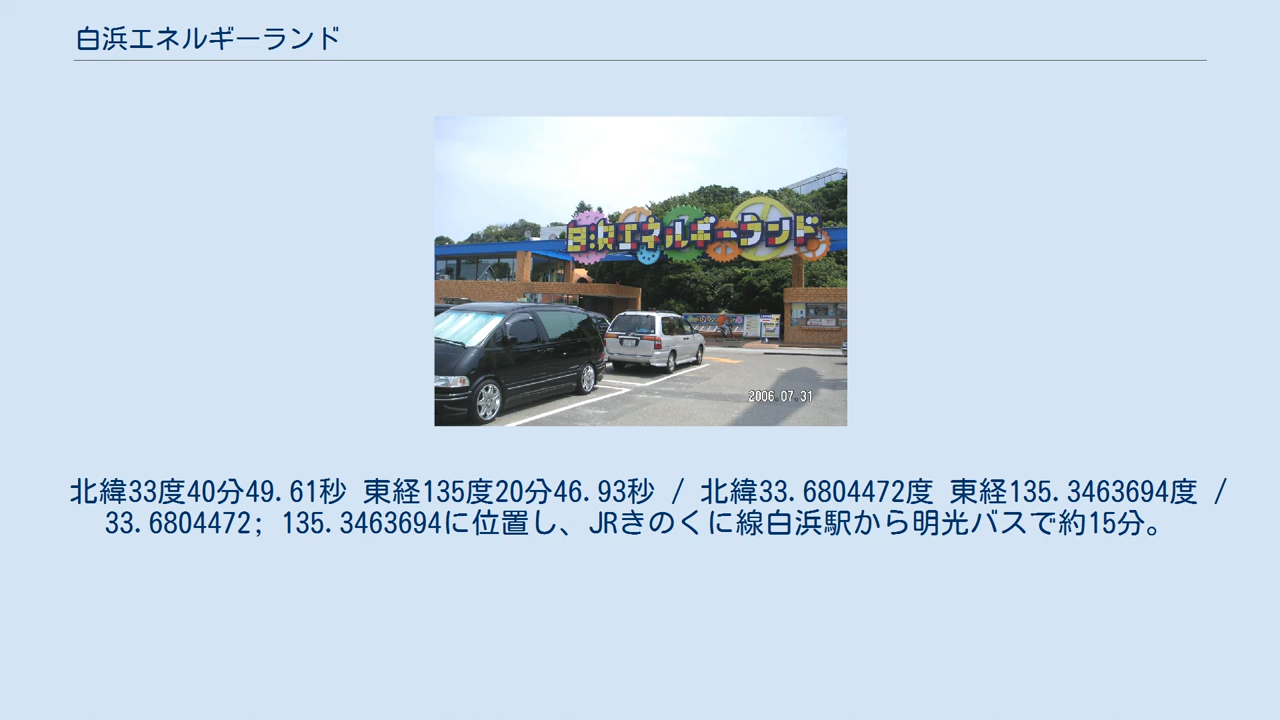 白浜エネルギーランド
白浜エネルギーランド
2006 07 31
北緯33度40分49.61秒 東経135度20分46.93秒 / 北緯33.6804472度 東経135.3463694度 /
33.6804472; 135.3463694に位置し、JRきのくに線白浜駅から明光バスで約15分。